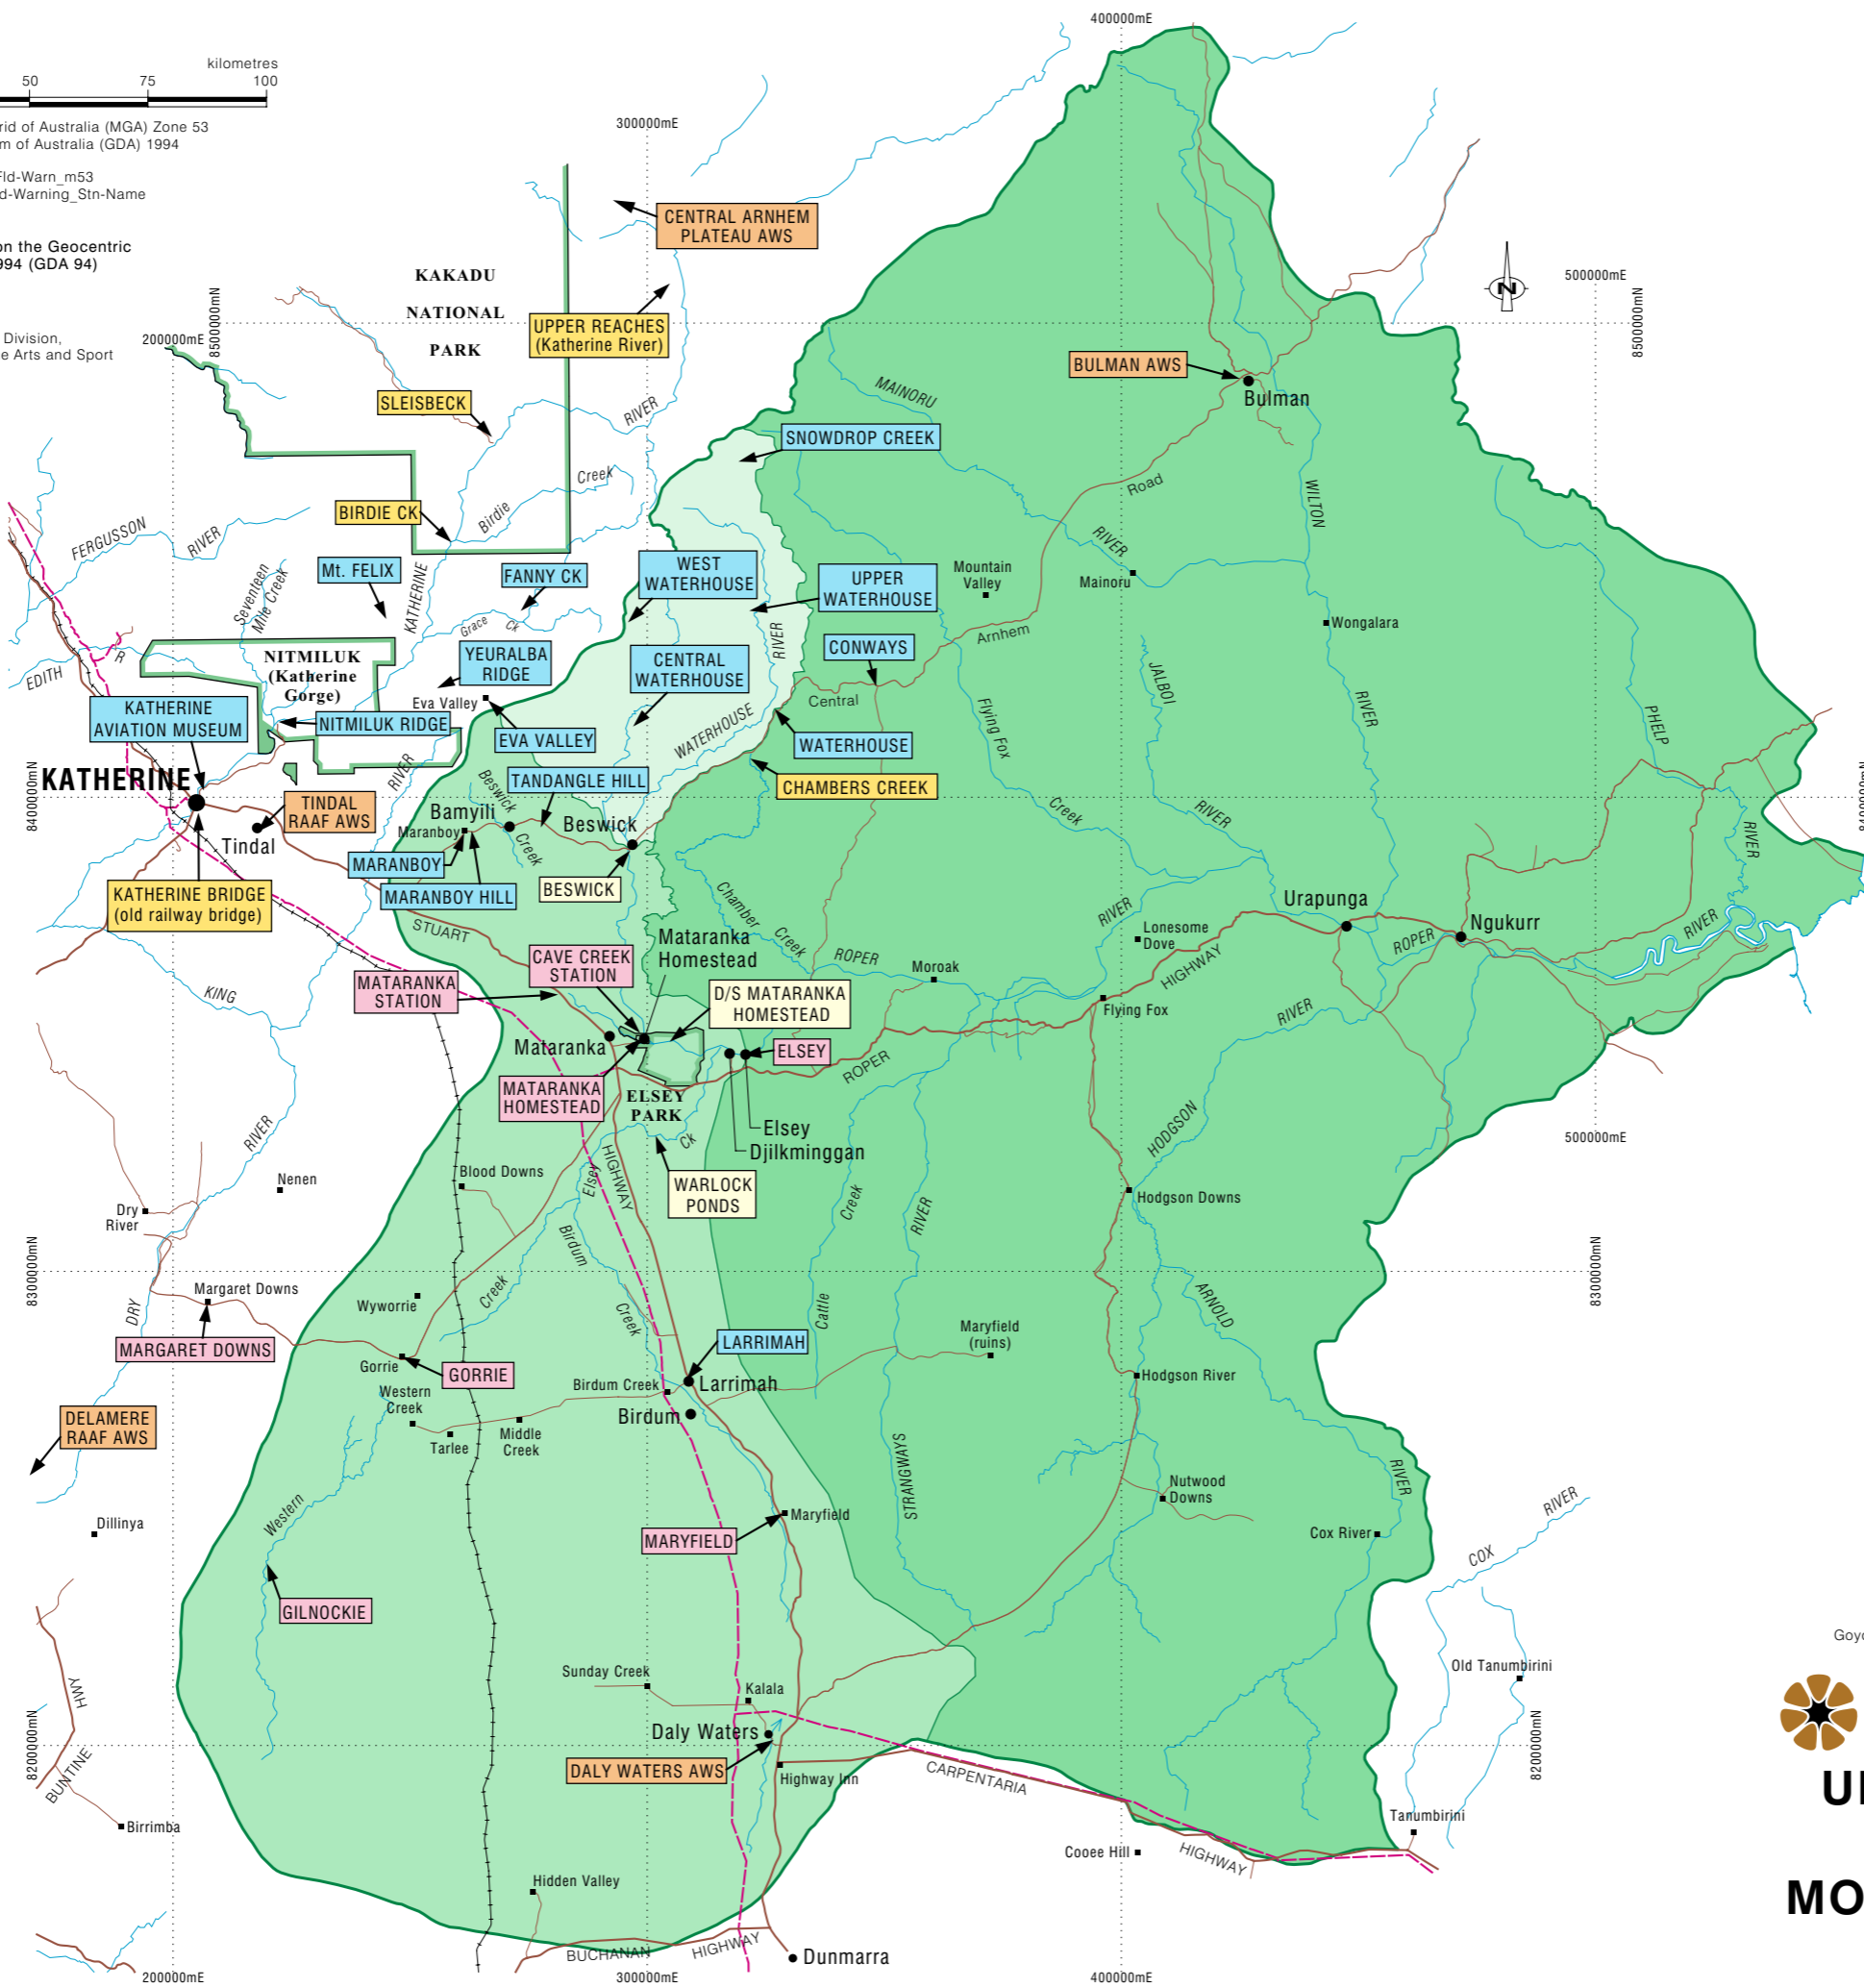 400000mE
kilometres
50 75 100
300000mE
rid of Australia (MGA) Zone 53
m of Australia (GDA) 1994
Fld-Warn_m53
d-Warning_Stn-Name
on the Geocentric
994 (GDA 94)
Division,
e Arts and Sport
200000mE
8500000mN
CENTRAL ARNHEM
PLATEAU AWS
KAKADU
NATIONAL
PARK
UPPER REACHES
(Katherine River)
500000mE
8500000mN
N
BULMAN AWS
Bulman
SLEISBECK
RIVER
MAINORU
SNOWDROP CREEK
Creek
Birdie
BIRDIE CK
Road
WILTON
FERGUSSON
RIVER
Seventeen
Mile Creek
Mt. FELIX
KATHERINE
FANNY CK
Grace
Ck
WEST
WATERHOUSE
UPPER
WATERHOUSE
RIVER
Mountain
Valley
Mainoru
RIVER
Arnhem
Wongalara
EDITH
R
NITMILUK
(Katherine
Gorge)
YEURALBA
RIDGE
CENTRAL
WATERHOUSE
CONWAYS
Central
JALBOI
RIVER
PHELP
KATHERINE
AVIATION MUSEUM
NITMILUK RIDGE
Eva Valley
EVA VALLEY
WATERHOUSE
WATERHOUSE
Flying Fox
Creek
RIVER
RIVER
KATHERINE
8400000mN
TINDAL
RAAF AWS
Tindal
RIVER
TANDANGLE HILL
CHAMBERS CREEK
Beswick
Creek
Bamyili
Maranboy
Beswick
MARANBOY
MARANBOY HILL
BESWICK
KATHERINE BRIDGE
(old railway bridge)
STUART
8400000mN
Chamber
Creek
Urapunga
Ngukurr
RIVER
ROPER
RIVER
Lonesome
Dove
HIGHWAY
Mataranka
Homestead
CAVE CREEK
STATION
MATARANKA
STATION
D/S MATARANKA
HOMESTEAD
ROPER
Moroak
Flying Fox
RIVER
KING
Mataranka
ELSEY
ROPER
MATARANKA
HOMESTEAD
ELSEY
PARK
Elsey
Djilkminggan
Ck
HODGSON
500000mE
RIVER
Nenen
Dry
River
Blood Downs
Elsey
HIGHWAY
WARLOCK
PONDS
Creek
RIVER
Hodgson Downs
8300000mN
8300000mN
Birdum
Creek
Creek
Cattle
ARNOLD
Margaret Downs
DRY
MARGARET DOWNS
Wyworrie
Gorrie
GORRIE
LARRIMAH
Maryfield
(ruins)
Hodgson River
Western
Creek
Tarlee
Middle
Creek
Birdum Creek
Larrimah
Birdum
DELAMERE
RAAF AWS
STRANGWAYS
RIVER
Nutwood
Downs
Cox River
RIVER
COX
Western
Dillinya
Maryfield
MARYFIELD
GILNOCKIE
Goyd
Sunday Creek
Kalala
Old Tanumbirini
Daly Waters
DALY WATERS AWS
Highway Inn
CARPENTARIA
8200000mN
8200000mN
HWY
BUNTINE
Birrimba
Tanumbirini
Cooee Hill
HIGHWAY
Hidden Valley
BUCHANAN
HIGHWAY
Dunmarra
MO
200000mE
300000mE
400000mE